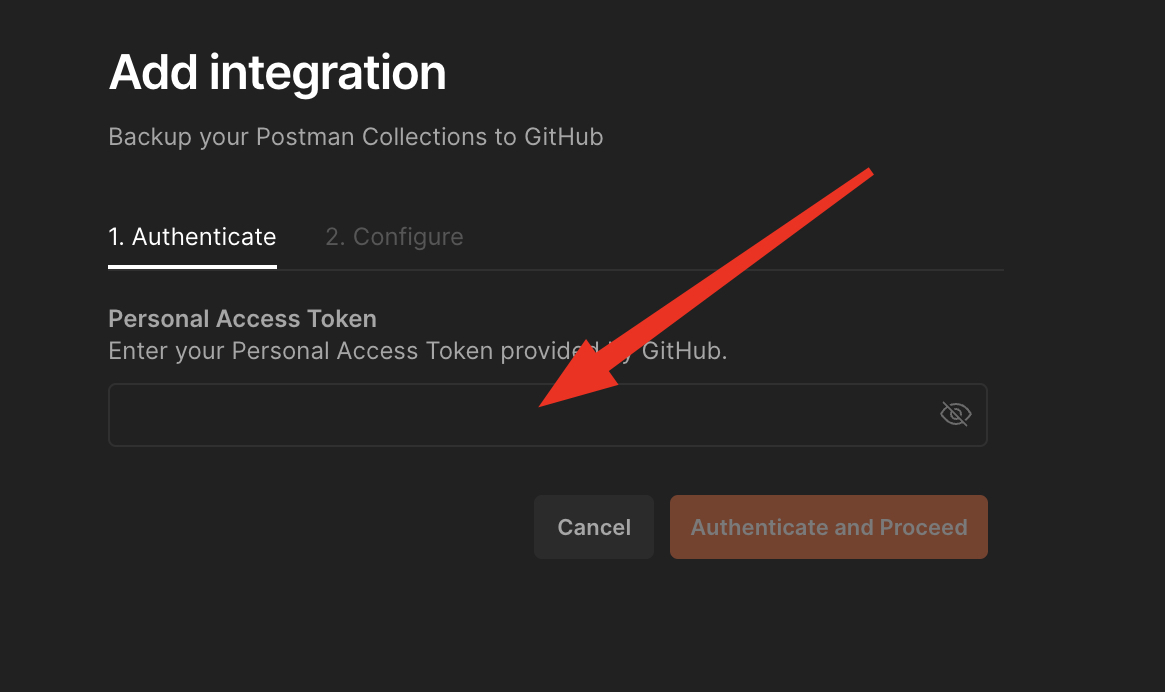 Add integration
Backup your Postman Collections to GitHub
1. Authenticate 2. Configure
Personal Access Token
Enter your Personal Access Token provided by GitHub.
Cancel Authenticate and Proceed